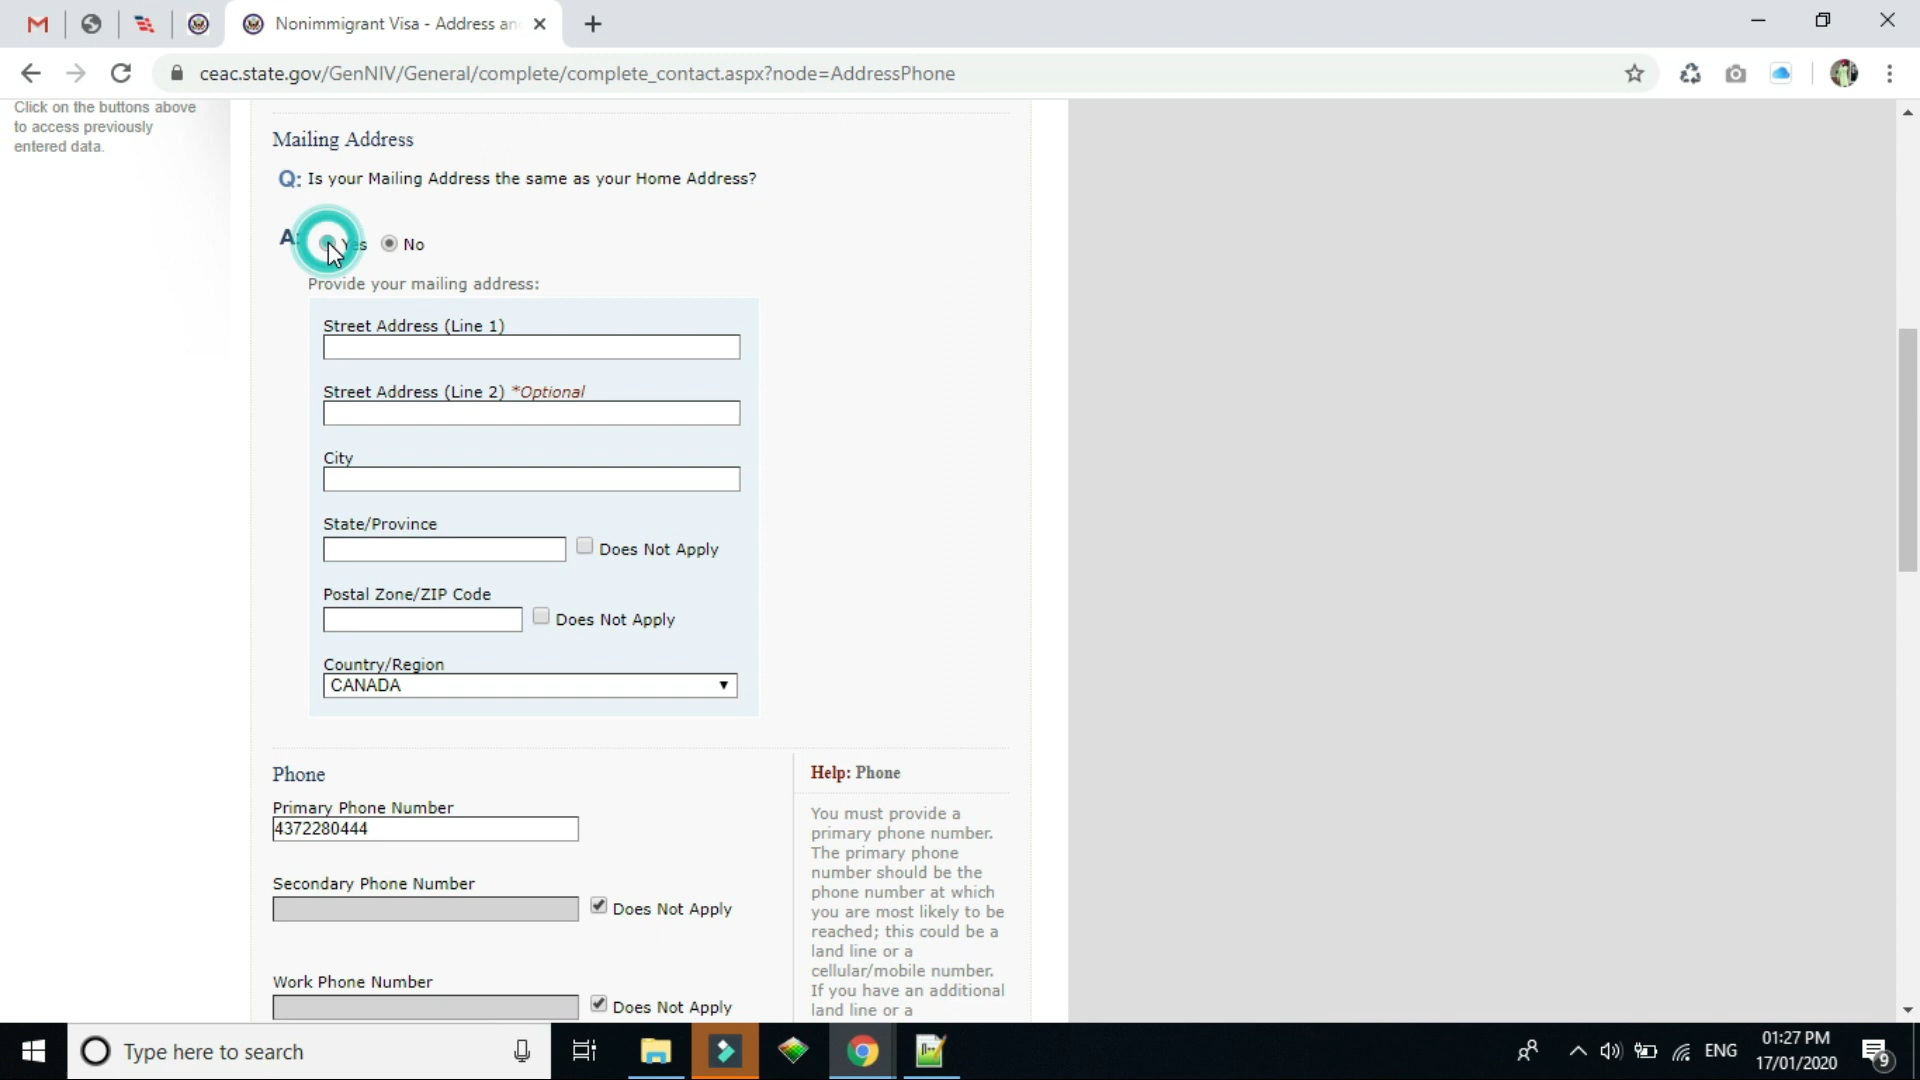 Nonimmigrant Visa - Address an
ceac.state.gov/GenNIV/General/complete/complete_contact.aspx?node=AddressPhone
Click on the buttons above
to access previously
entered data.
Mailing Address
Q: Is your Mailing Address the same as your Home Address?
A: Yes No
Provide your mailing address:
Street Address (Line 1)
Street Address (Line 2) *Optional
City
State/Province
Does Not Apply
Postal Zone/ZIP Code
Does Not Apply
Country/Region
CANADA
Phone
Primary Phone Number
4372280444
Secondary Phone Number
Does Not Apply
Work Phone Number
Does Not Apply
Help: Phone
You must provide a
primary phone number.
The primary phone
number should be the
phone number at which
you are most likely to be
reached; this could be a
land line or a
cellular/mobile number.
If you have an additional
land line or a
Type here to search
ENG
01:27 PM
17/01/2020
9